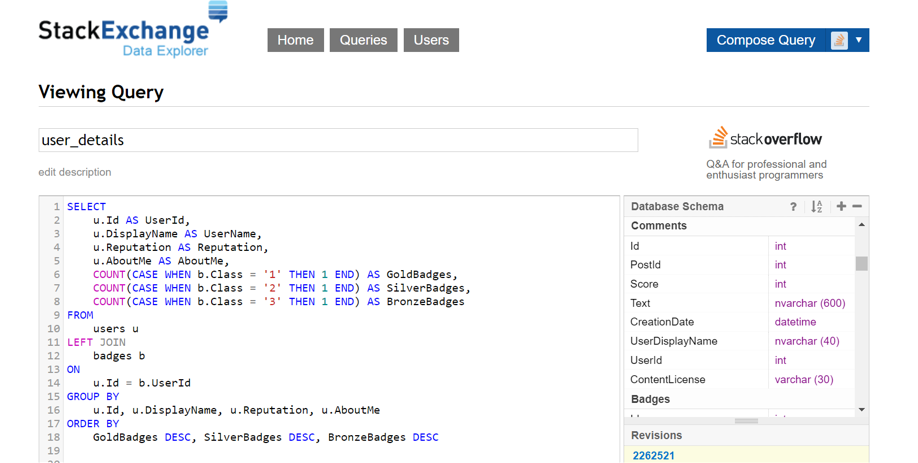 StackExchange
Data Explorer
Home
Queries
Users
Compose Query
Viewing Query
user_details
edit description
stackoverflow
Q&A for professional and
enthusiast programmers
1 SELECT
2 u.Id AS UserId,
3 u.DisplayName AS UserName,
4 u.Reputation AS Reputation,
5 u.AboutMe AS AboutMe,
6 COUNT(CASE WHEN b.Class = '1' THEN 1 END) AS GoldBadges,
7 COUNT(CASE WHEN b.Class = '2' THEN 1 END) AS SilverBadges,
8 COUNT(CASE WHEN b.Class = '3' THEN 1 END) AS BronzeBadges
9 FROM
10 users u
11 LEFT JOIN
12 badges b
13 ON
14 u.Id = b.UserId
15 GROUP BY
16 u.Id, u.DisplayName, u.Reputation, u.AboutMe
17 ORDER BY
18 GoldBadges DESC, SilverBadges DESC, BronzeBadges DESC
19
Database Schema ? A Z + −
Comments
Id int
PostId int
Score int
Text nvarchar (600)
CreationDate datetime
UserDisplayName nvarchar (40)
UserId int
ContentLicense varchar (30)
Badges
Revisions
2262521